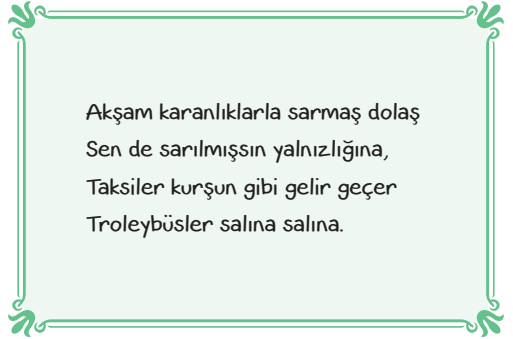 Akşam karanlıklarla sarmaş dolaş
Sen de sarılmışsın yalnızlığına,
Taksiler kurşun gibi gelir geçer
Troleybüsler salına salına.